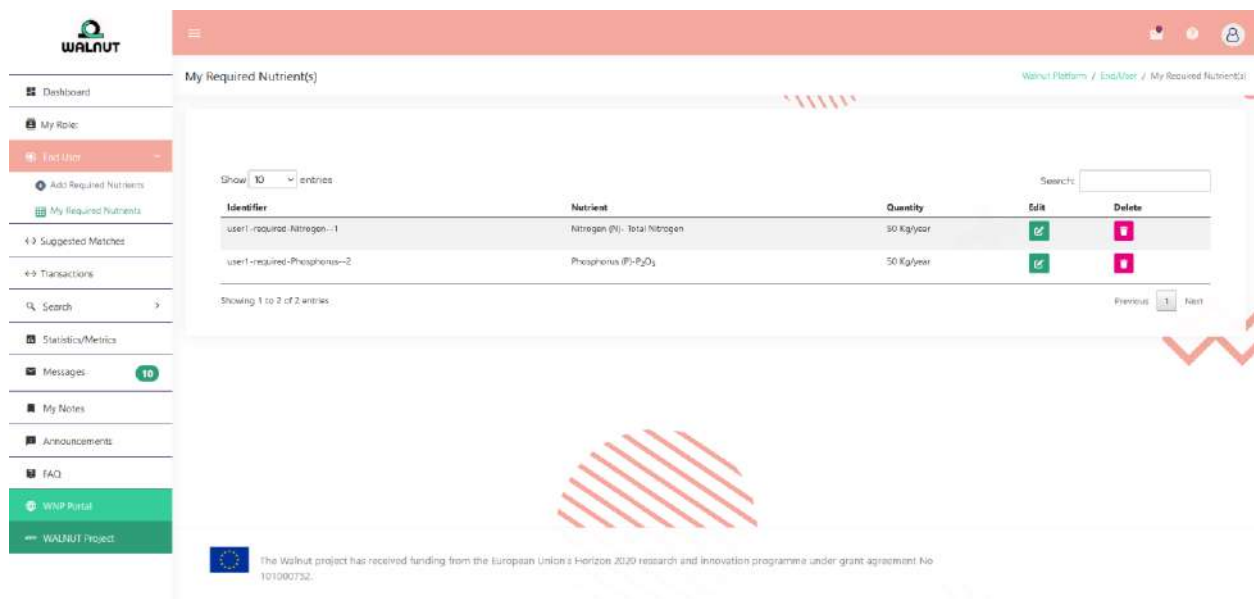 WALNUT
Dashboard
My Role:
End User
Add Required Nutrients
My Required Nutrients
Suggested Matches
Transactions
Search
Statistics/Metrics
Messages
10
My Notes
Announcements
FAQ
WNP Portal
WALNUT Project
My Required Nutrient(s)
Walnut Platform / End/User / My Required Nutrient(s)
Show 10 entries
Search:
Identifier Nutrient Quantity Edit Delete
user1-required-Nitrogen--1 Nitrogen (N)- Total Nitrogen 50 Kg/year
user1-required-Phosphorus--2 Phosphorus (P)-P₂O₅ 50 Kg/year
Showing 1 to 2 of 2 entries
Previous 1 Next
The Walnut project has received funding from the European Union's Horizon 2020 research and innovation programme under grant agreement No
101000752.